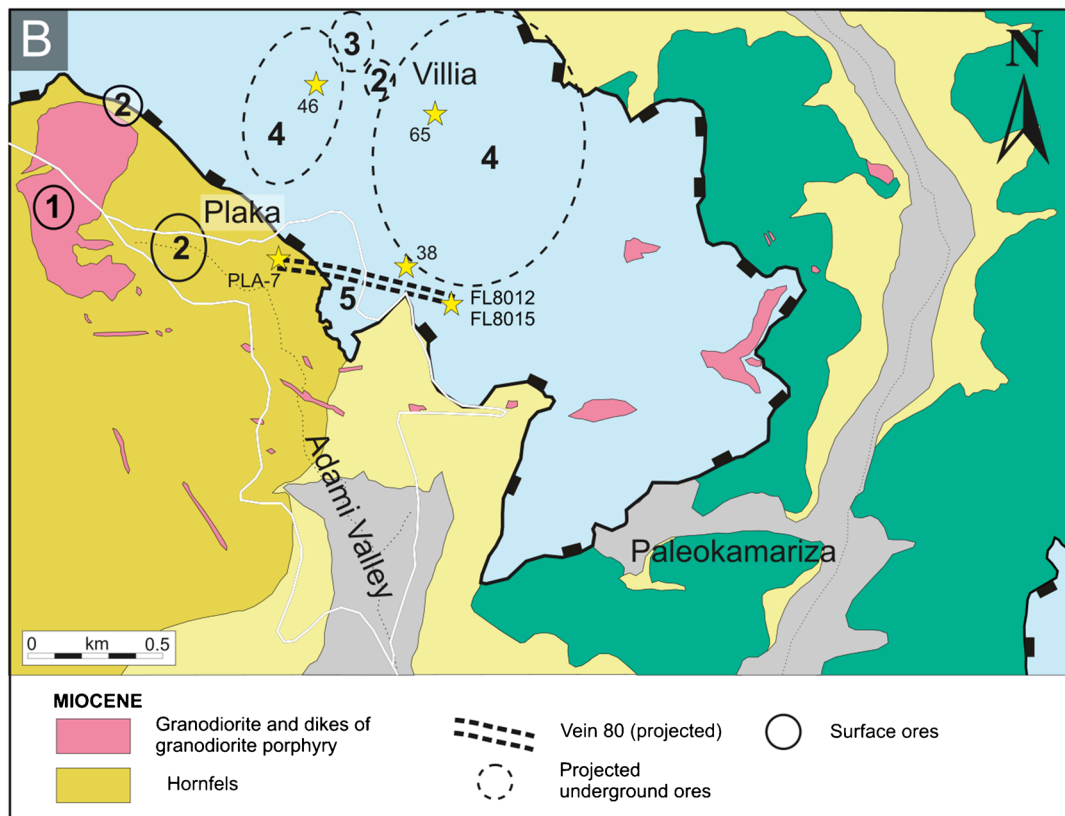 B
N
3
2
Villia
46
4
65
4
2
1
Plaka
2
38
PLA-7
5
FL8012
FL8015
Adami Valley
Paleokamariza
0 km 0.5
MIOCENE
Granodiorite and dikes of
granodiorite porphyry
Hornfels
Vein 80 (projected)
Projected
underground ores
Surface ores